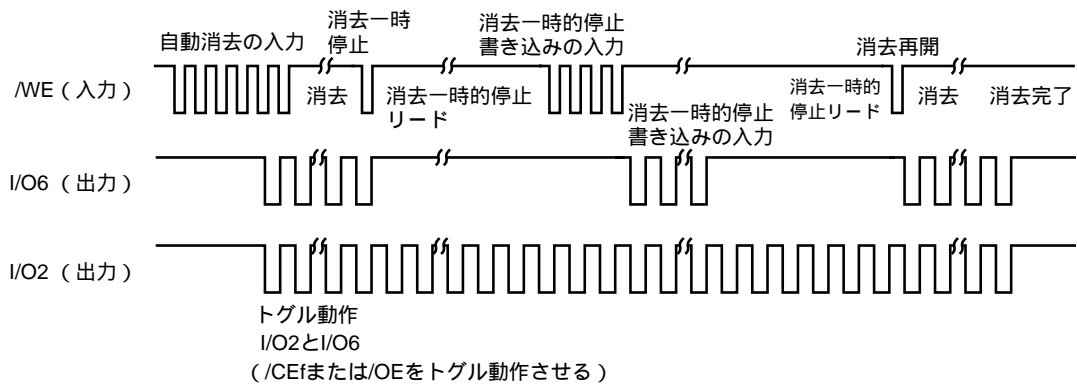 自動消去の入力
消去一時
停止
消去一時的停止
書き込みの入力
消去再開
/WE（入力）
消去
消去一時的停止
リード
消去一時的停止
書き込みの入力
消去一時的
停止リード
消去
消去完了
I/O6（出力）
I/O2（出力）
トグル動作
I/O2とI/O6
（/CEfまたは/OEをトグル動作させる）